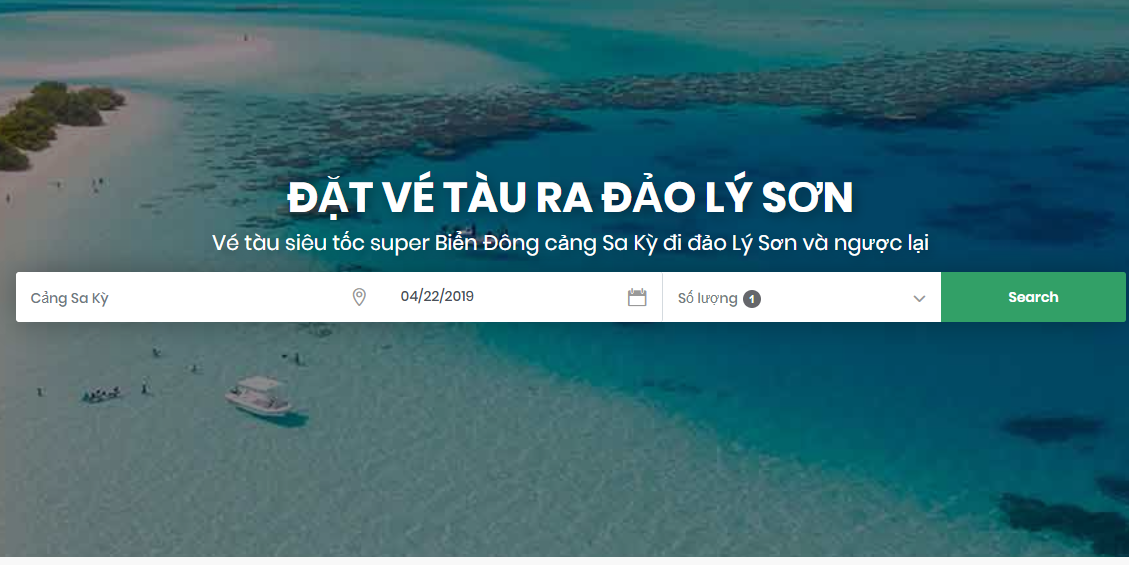 ĐẶT VÉ TÀU RA ĐẢO LÝ SƠN
Vé tàu siêu tốc super Biển Đông cảng Sa Kỳ đi đảo Lý Sơn và ngược lại
Cảng Sa Kỳ 04/22/2019 Số lượng 1 Search